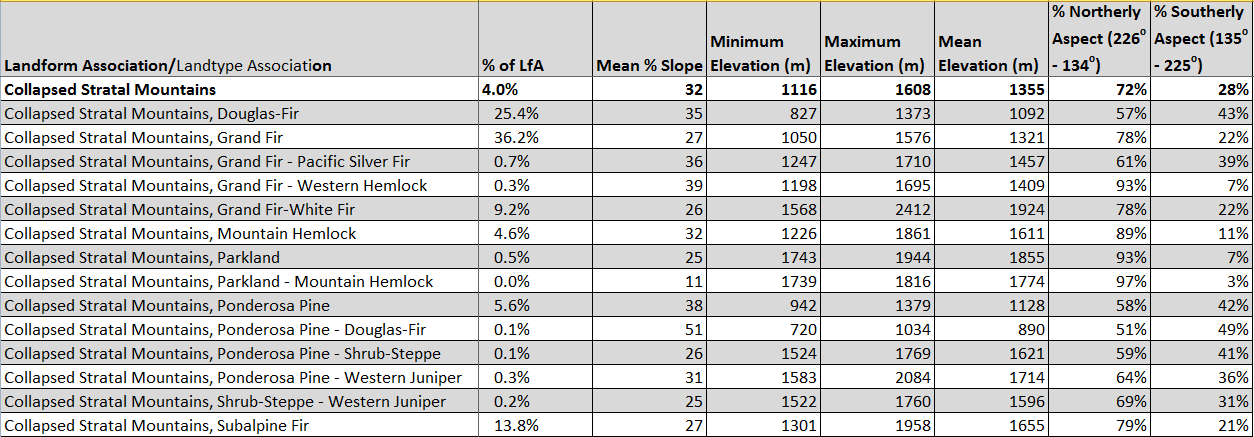 Landform Association/Landtype Association | % of LfA | Mean % Slope | Minimum Elevation (m) | Maximum Elevation (m) | Mean Elevation (m) | % Northerly Aspect (226° - 134°) | % Southerly Aspect (135° - 225°)
Collapsed Stratal Mountains | 4.0% | 32 | 1116 | 1608 | 1355 | 72% | 28%
Collapsed Stratal Mountains, Douglas-Fir | 25.4% | 35 | 827 | 1373 | 1092 | 57% | 43%
Collapsed Stratal Mountains, Grand Fir | 36.2% | 27 | 1050 | 1576 | 1321 | 78% | 22%
Collapsed Stratal Mountains, Grand Fir - Pacific Silver Fir | 0.7% | 36 | 1247 | 1710 | 1457 | 61% | 39%
Collapsed Stratal Mountains, Grand Fir - Western Hemlock | 0.3% | 39 | 1198 | 1695 | 1409 | 93% | 7%
Collapsed Stratal Mountains, Grand Fir-White Fir | 9.2% | 26 | 1568 | 2412 | 1924 | 78% | 22%
Collapsed Stratal Mountains, Mountain Hemlock | 4.6% | 32 | 1226 | 1861 | 1611 | 89% | 11%
Collapsed Stratal Mountains, Parkland | 0.5% | 25 | 1743 | 1944 | 1855 | 93% | 7%
Collapsed Stratal Mountains, Parkland - Mountain Hemlock | 0.0% | 11 | 1739 | 1816 | 1774 | 97% | 3%
Collapsed Stratal Mountains, Ponderosa Pine | 5.6% | 38 | 942 | 1379 | 1128 | 58% | 42%
Collapsed Stratal Mountains, Ponderosa Pine - Douglas-Fir | 0.1% | 51 | 720 | 1034 | 890 | 51% | 49%
Collapsed Stratal Mountains, Ponderosa Pine - Shrub-Steppe | 0.1% | 26 | 1524 | 1769 | 1621 | 59% | 41%
Collapsed Stratal Mountains, Ponderosa Pine - Western Juniper | 0.3% | 31 | 1583 | 2084 | 1714 | 64% | 36%
Collapsed Stratal Mountains, Shrub-Steppe - Western Juniper | 0.2% | 25 | 1522 | 1760 | 1596 | 69% | 31%
Collapsed Stratal Mountains, Subalpine Fir | 13.8% | 27 | 1301 | 1958 | 1655 | 79% | 21%